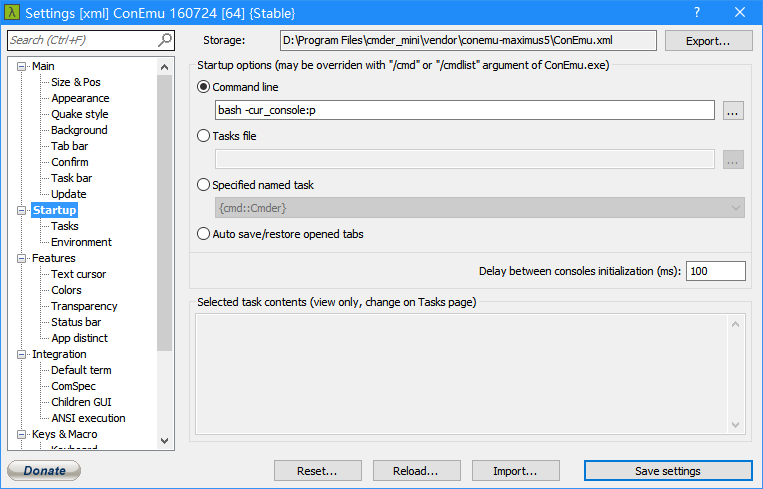 λ Settings [xml] ConEmu 160724 [64] {Stable} ?
Search (Ctrl+F)
Storage: D:\Program Files\cmder_mini\vendor\conemu-maximus5\ConEmu.xml Export...
Main
Size & Pos
Appearance
Quake style
Background
Tab bar
Confirm
Task bar
Update
Startup
Tasks
Environment
Features
Text cursor
Colors
Transparency
Status bar
App distinct
Integration
Default term
ComSpec
Children GUI
ANSI execution
Keys & Macro
Keyboard
Startup options (may be overriden with "/cmd" or "/cmdlist" argument of ConEmu.exe)
Command line
bash -cur_console:p ...
Tasks file
...
Specified named task
{cmd::Cmder}
Auto save/restore opened tabs
Delay between consoles initialization (ms): 100
Selected task contents (view only, change on Tasks page)
Donate Reset... Reload... Import... Save settings